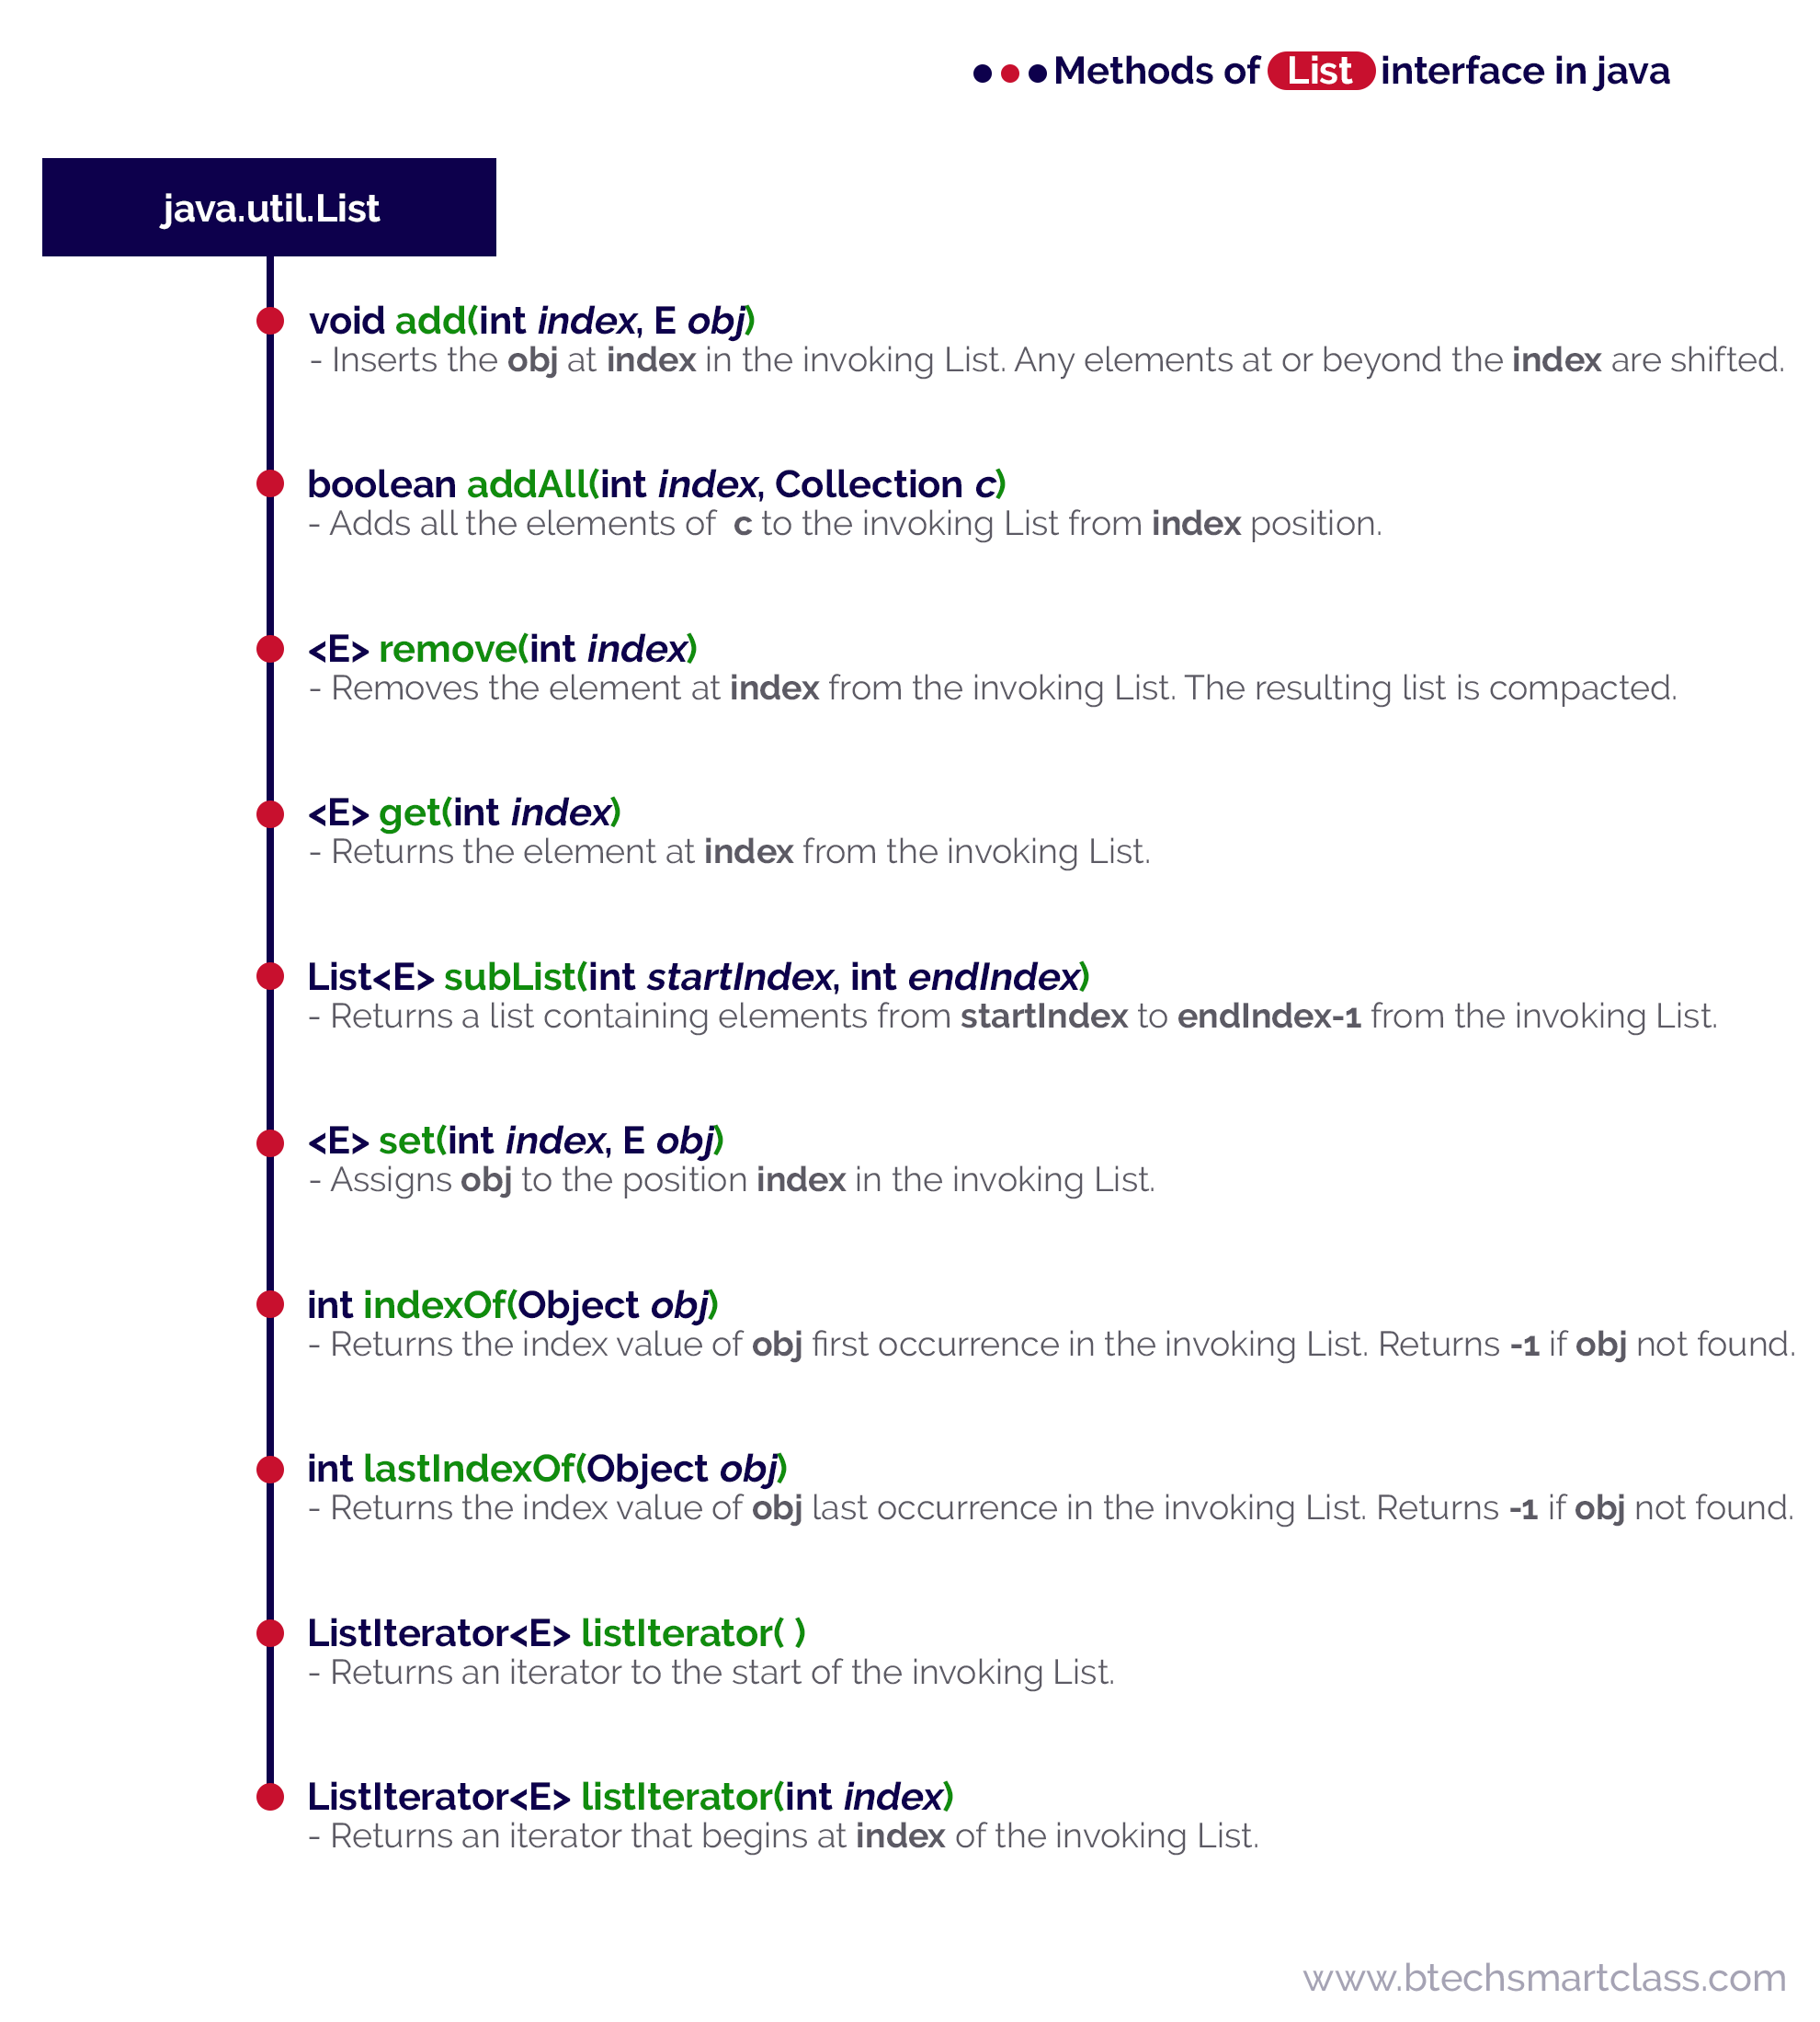 Methods of List interface in java
java.util.List
void add(int index, E obj)
- Inserts the obj at index in the invoking List. Any elements at or beyond the index are shifted.
boolean addAll(int index, Collection c)
- Adds all the elements of  c to the invoking List from index position.
<E> remove(int index)
- Removes the element at index from the invoking List. The resulting list is compacted.
<E> get(int index)
- Returns the element at index from the invoking List.
List<E> subList(int startIndex, int endIndex)
- Returns a list containing elements from startIndex to endIndex-1 from the invoking List.
<E> set(int index, E obj)
- Assigns obj to the position index in the invoking List.
int indexOf(Object obj)
- Returns the index value of obj first occurrence in the invoking List. Returns -1 if obj not found.
int lastIndexOf(Object obj)
- Returns the index value of obj last occurrence in the invoking List. Returns -1 if obj not found.
ListIterator<E> listIterator( )
- Returns an iterator to the start of the invoking List.
ListIterator<E> listIterator(int index)
- Returns an iterator that begins at index of the invoking List.
www.btechsmartclass.com